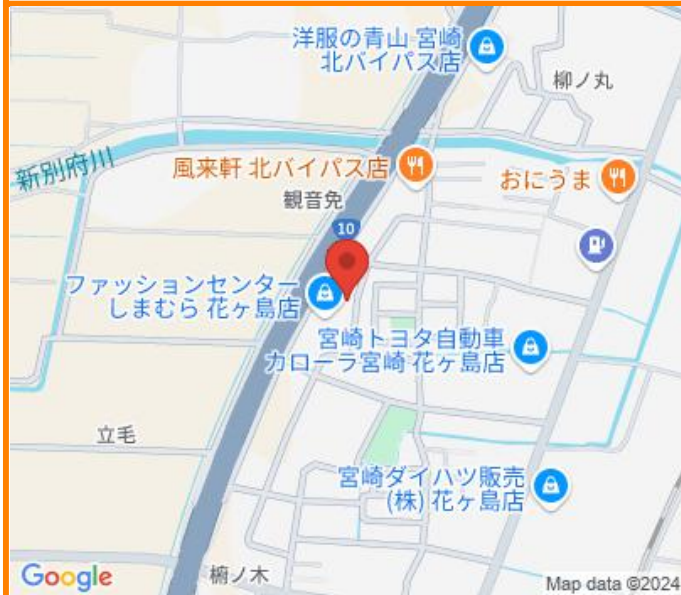 洋服の青山 宮崎
北バイパス店
柳ノ丸
新別府川
風来軒 北バイパス店
おにうま
観音免
10
ファッションセンター
しまむら 花ヶ島店
宮崎トヨタ自動車
カローラ宮崎 花ヶ島店
立毛
宮崎ダイハツ販売
(株) 花ヶ島店
Google
櫛ノ木
Map data ©2024